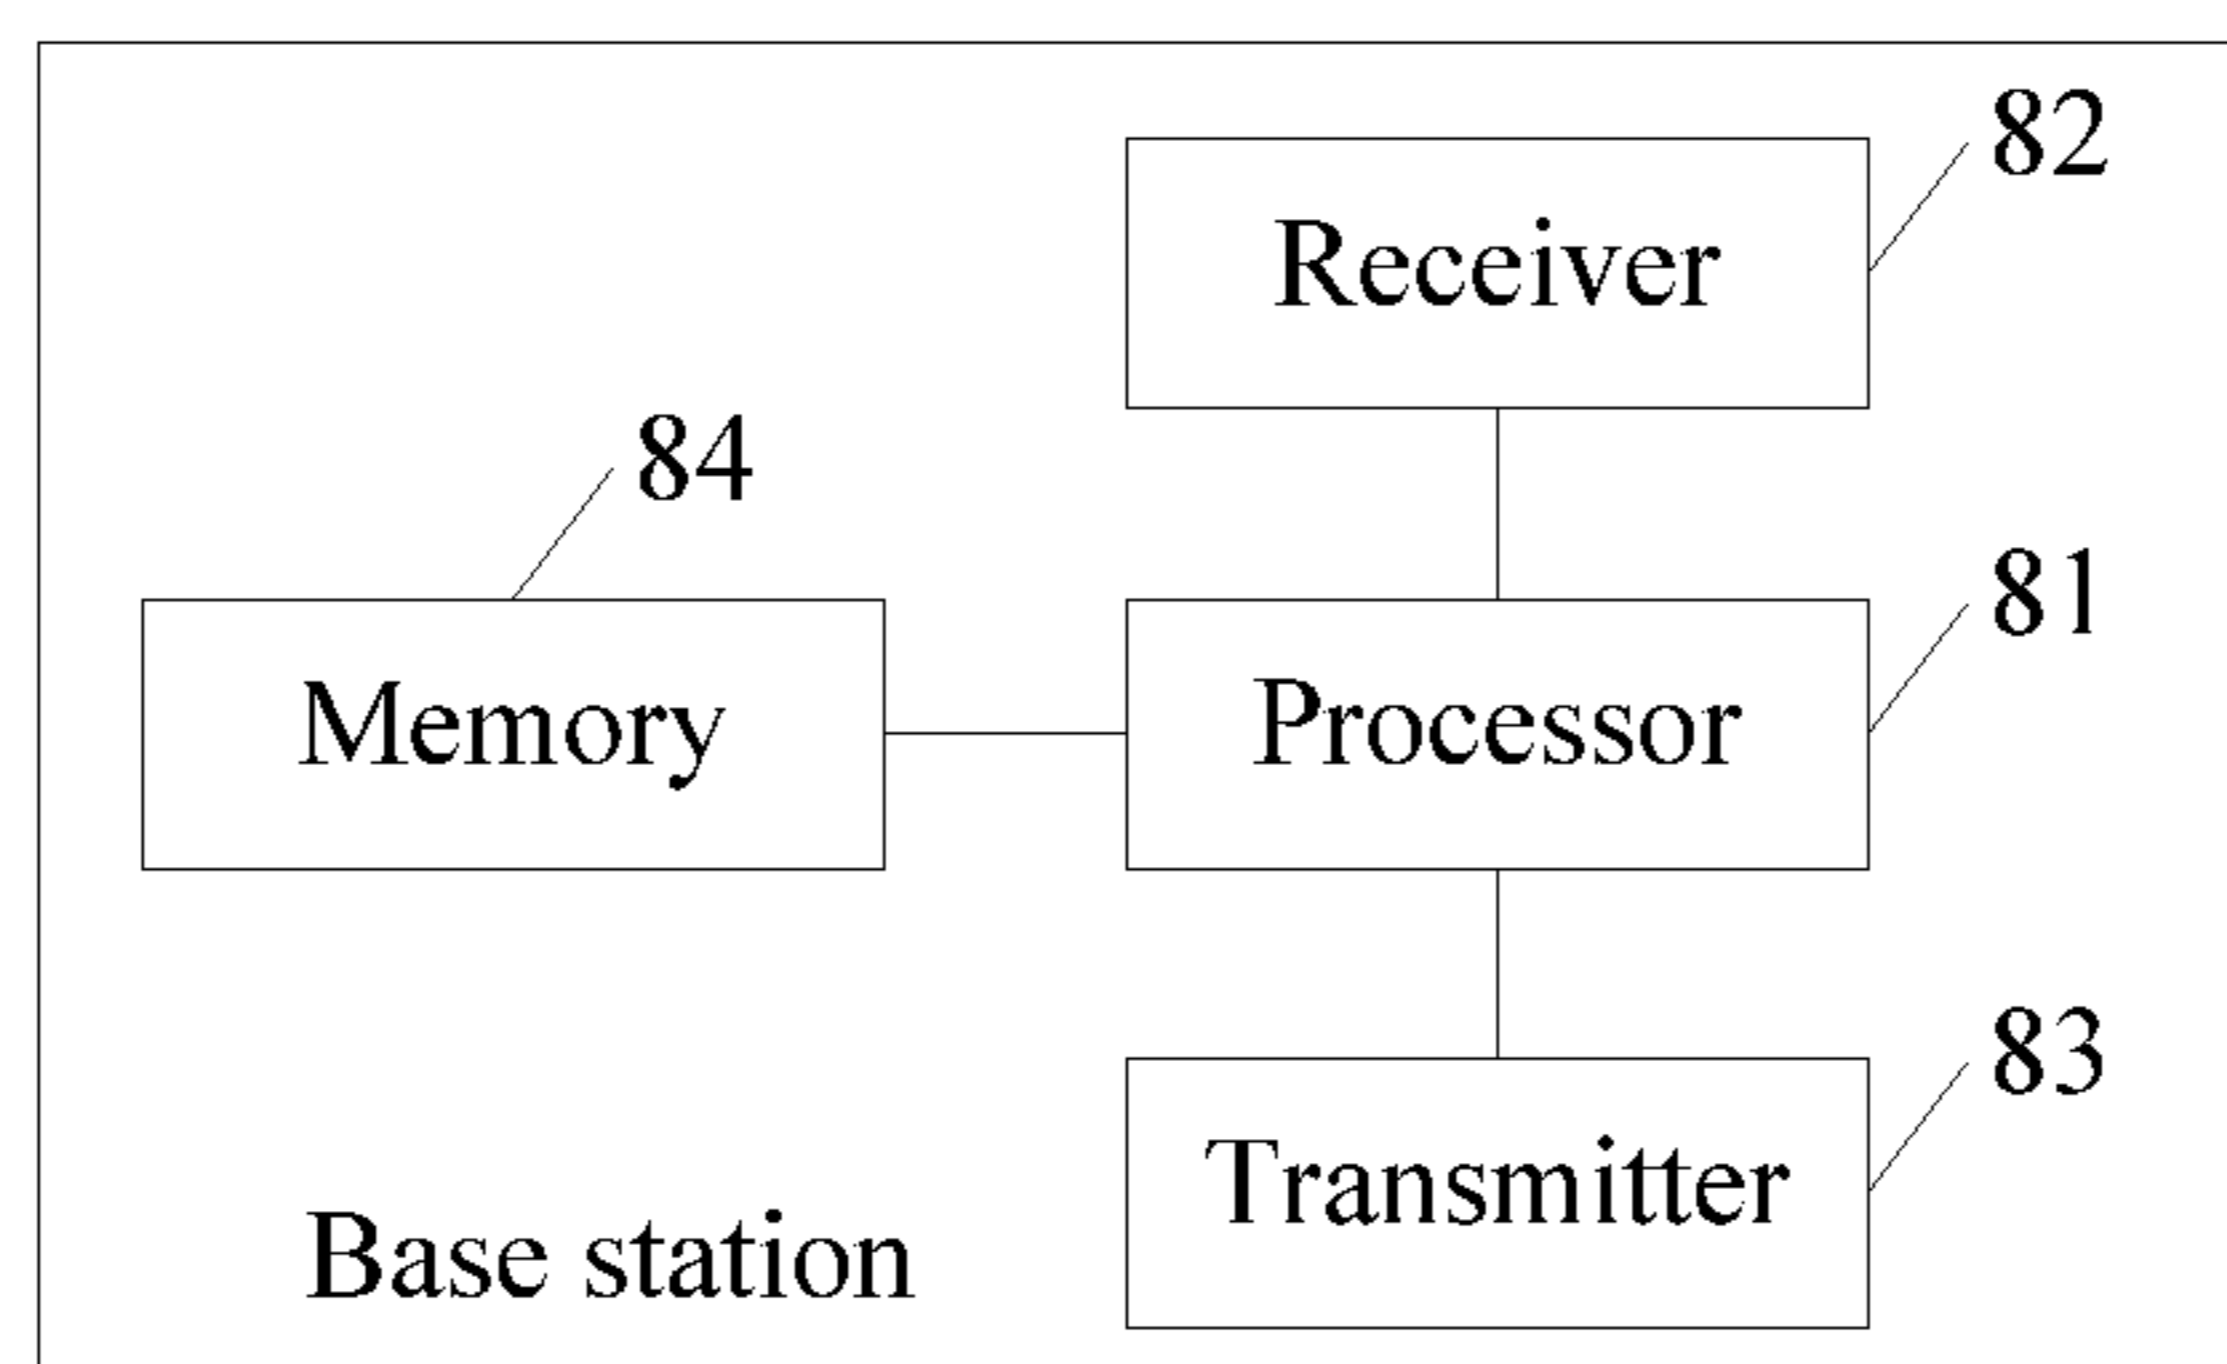 82
Receiver
84
81
Memory
Processor
83
Transmitter
Base station